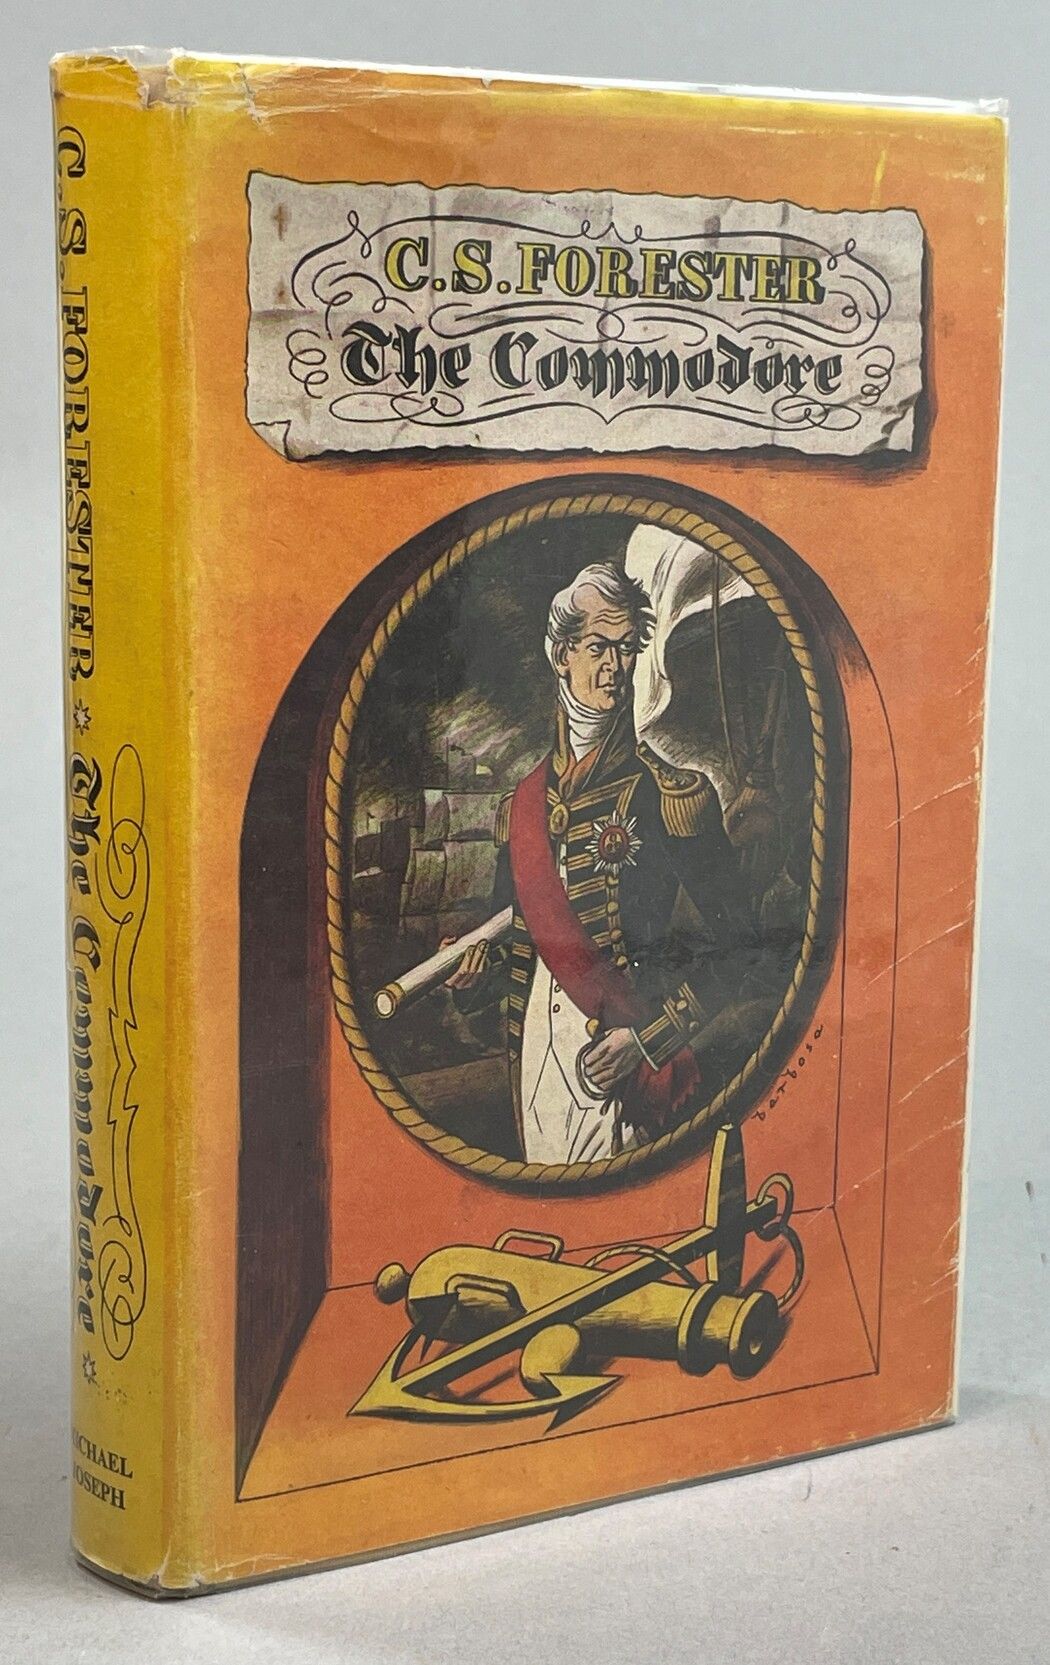 C.S. FORESTER
The Commodore
barbosa
C.S. FORESTER * The Commodore *
MICHAEL
JOSEPH